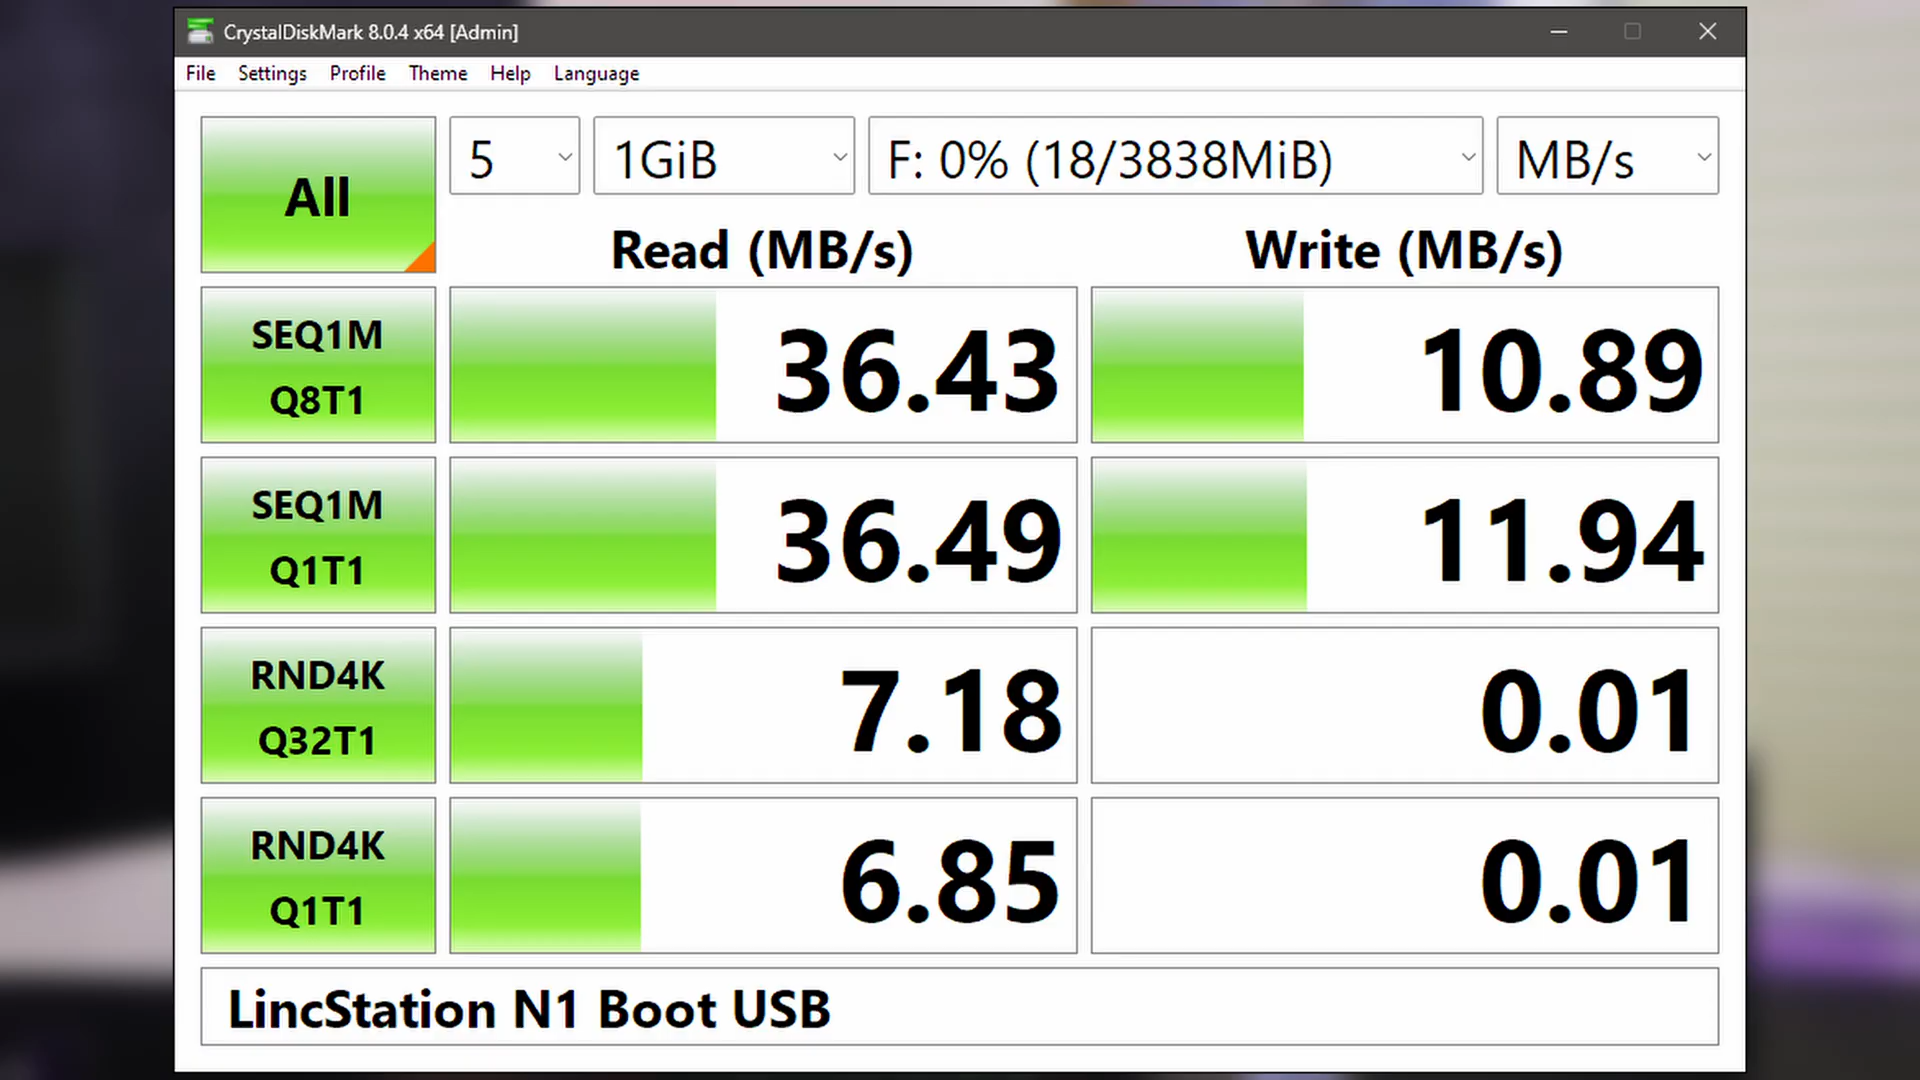 CrystalDiskMark 8.0.4 x64 [Admin]
File Settings Profile Theme Help Language
All 5 1GiB F: 0% (18/3838MiB) MB/s
Read (MB/s) Write (MB/s)
SEQ1M
Q8T1
36.43 10.89
SEQ1M
Q1T1
36.49 11.94
RND4K
Q32T1
7.18 0.01
RND4K
Q1T1
6.85 0.01
LincStation N1 Boot USB